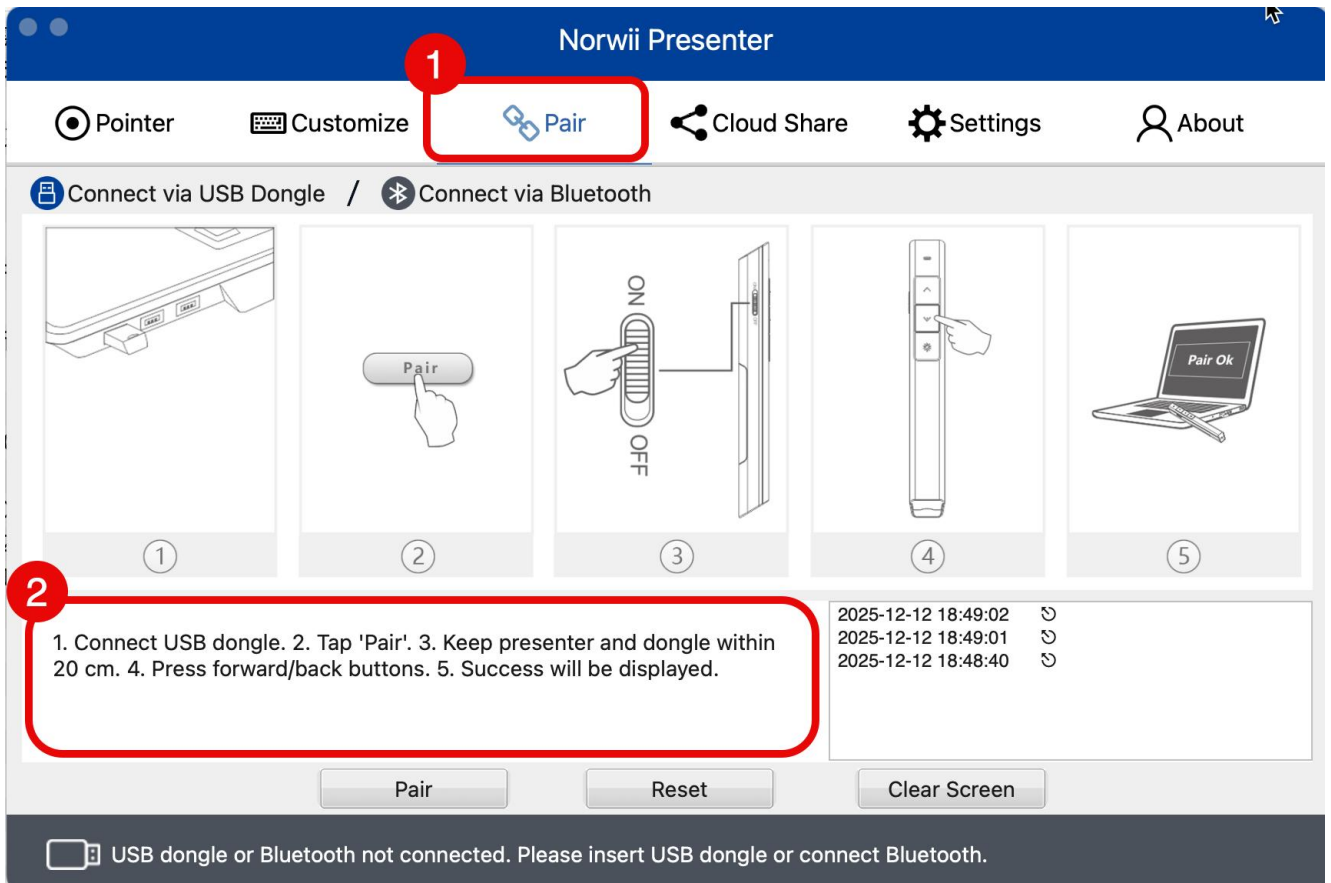 Norwii Presenter
1
Pointer Customize Pair Cloud Share Settings About
Connect via USB Dongle / Connect via Bluetooth
Pair
ON
OFF
Pair Ok
1 2 3 4 5
2
1. Connect USB dongle. 2. Tap 'Pair'. 3. Keep presenter and dongle within
20 cm. 4. Press forward/back buttons. 5. Success will be displayed.
2025-12-12 18:49:02
2025-12-12 18:49:01
2025-12-12 18:48:40
Pair Reset Clear Screen
USB dongle or Bluetooth not connected. Please insert USB dongle or connect Bluetooth.